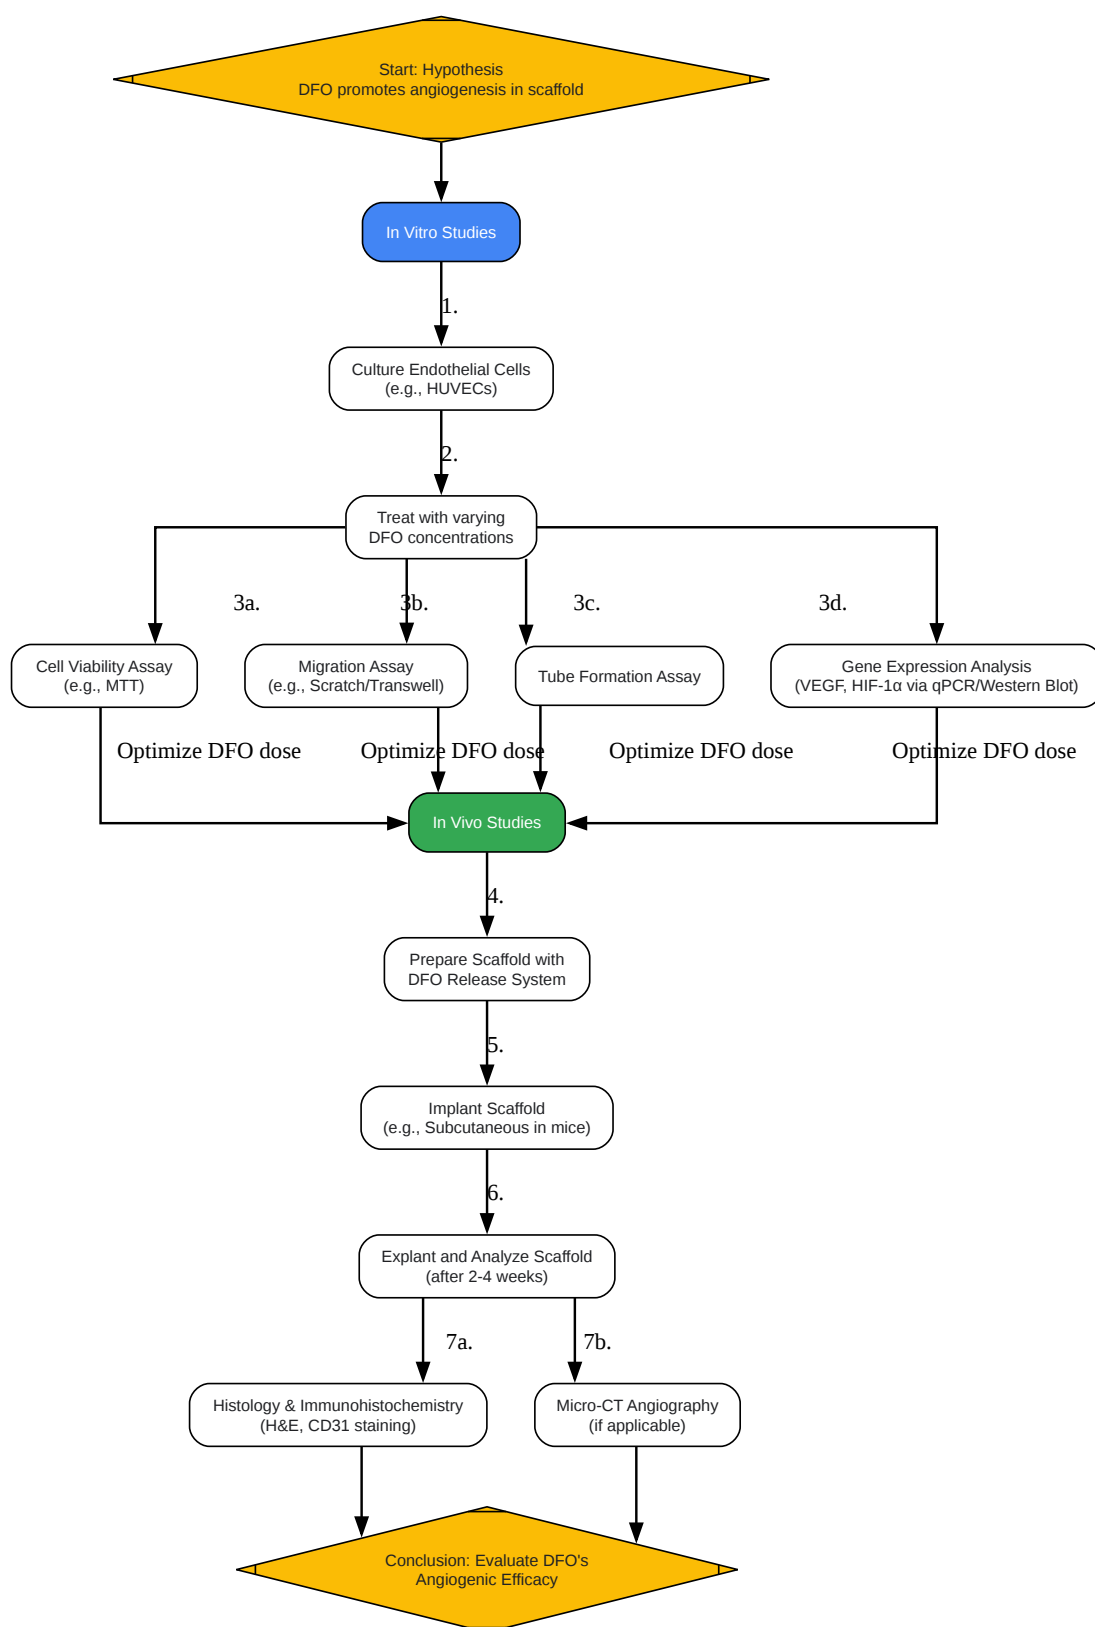 Start: Hypothesis
DFO promotes angiogenesis in scaffold
In Vitro Studies
1.
Culture Endothelial Cells
(e.g., HUVECs)
2.
Treat with varying
DFO concentrations
3a.
3b.
3c.
3d.
Cell Viability Assay
(e.g., MTT)
Migration Assay
(e.g., Scratch/Transwell)
Tube Formation Assay
Gene Expression Analysis
(VEGF, HIF-1α via qPCR/Western Blot)
Optimize DFO dose
Optimize DFO dose
Optimize DFO dose
Optimize DFO dose
In Vivo Studies
4.
Prepare Scaffold with
DFO Release System
5.
Implant Scaffold
(e.g., Subcutaneous in mice)
6.
Explant and Analyze Scaffold
(after 2-4 weeks)
7a.
7b.
Histology & Immunohistochemistry
(H&E, CD31 staining)
Micro-CT Angiography
(if applicable)
Conclusion: Evaluate DFO's
Angiogenic Efficacy